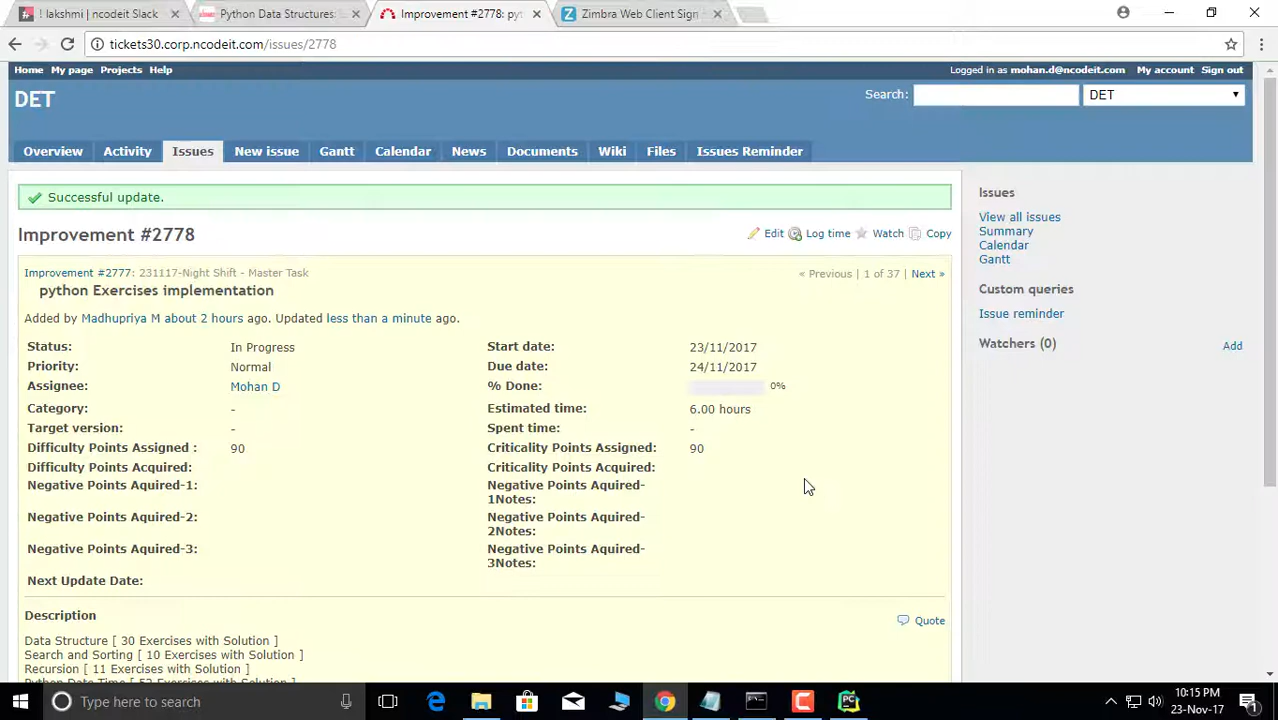 ! lakshmi | ncodeit Slack
Python Data Structures:
Improvement #2778: pyt
Zimbra Web Client Sign
tickets30.corp.ncodeit.com/issues/2778
Home My page Projects Help
Logged in as mohan.d@ncodeit.com My account Sign out
DET
Search:
DET
Overview Activity Issues New issue Gantt Calendar News Documents Wiki Files Issues Reminder
Successful update.
Improvement #2778
Edit Log time Watch Copy
Improvement #2777: 231117-Night Shift - Master Task
« Previous | 1 of 37 | Next »
python Exercises implementation
Added by Madhupriya M about 2 hours ago. Updated less than a minute ago.
Status: In Progress Start date: 23/11/2017
Priority: Normal Due date: 24/11/2017
Assignee: Mohan D % Done: 0%
Category: - Estimated time: 6.00 hours
Target version: - Spent time: -
Difficulty Points Assigned : 90 Criticality Points Assigned: 90
Difficulty Points Acquired: Criticality Points Acquired:
Negative Points Aquired-1: Negative Points Aquired-
1Notes:
Negative Points Aquired-2: Negative Points Aquired-
2Notes:
Negative Points Aquired-3: Negative Points Aquired-
3Notes:
Next Update Date:
Description
Quote
Data Structure [ 30 Exercises with Solution ]
Search and Sorting [ 10 Exercises with Solution ]
Recursion [ 11 Exercises with Solution ]
Python Date Time [ 52 Exercises with Solution ]
Issues
View all issues
Summary
Calendar
Gantt
Custom queries
Issue reminder
Watchers (0)
Add
Type here to search
10:15 PM
23-Nov-17
1